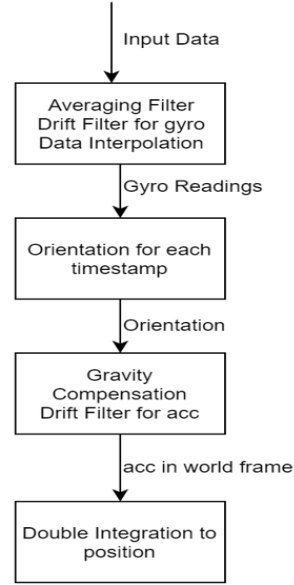 Input Data
Averaging Filter
Drift Filter for gyro
Data Interpolation
Gyro Readings
Orientation for each
timestamp
Orientation
Gravity
Compensation
Drift Filter for acc
acc in world frame
Double Integration to
position